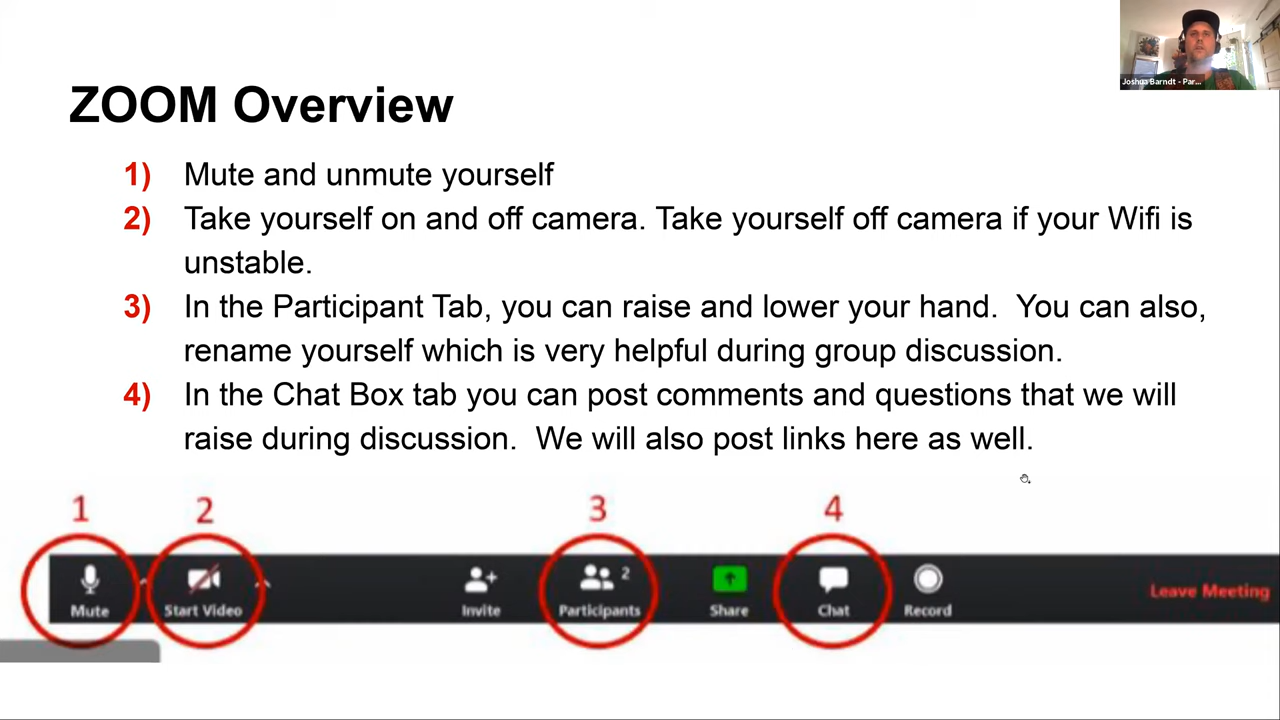 Joshua Barndt - Par...
ZOOM Overview
1) Mute and unmute yourself
2) Take yourself on and off camera. Take yourself off camera if your Wifi is
unstable.
3) In the Participant Tab, you can raise and lower your hand.  You can also,
rename yourself which is very helpful during group discussion.
4) In the Chat Box tab you can post comments and questions that we will
raise during discussion.  We will also post links here as well.
1 2 3 4
2
Mute Start Video Invite Participants Share Chat Record Leave Meeting